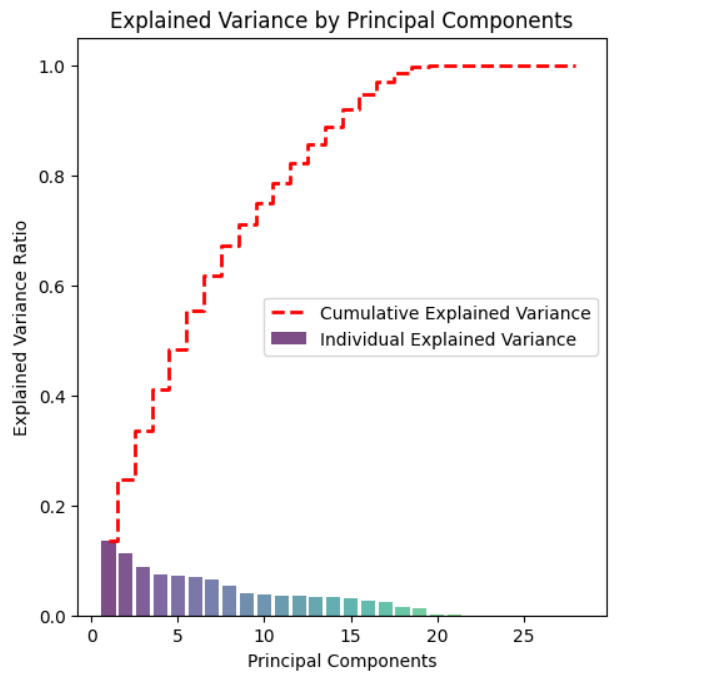 Explained Variance by Principal Components
1.0
0.8
0.6
0.4
0.2
0.0
Explained Variance Ratio
Cumulative Explained Variance
Individual Explained Variance
0 5 10 15 20 25
Principal Components